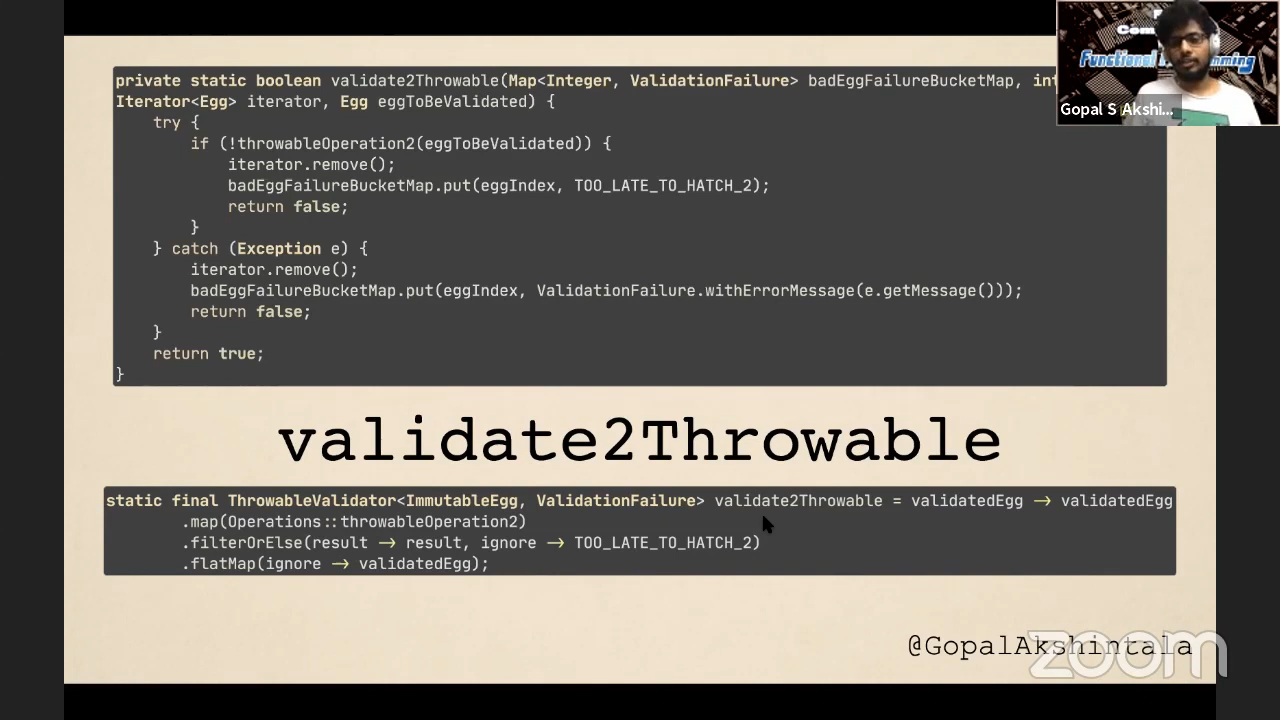 private static boolean validate2Throwable(Map<Integer, ValidationFailure> badEggFailureBucketMap, int
Iterator<Egg> iterator, Egg eggToBeValidated) {
try {
if (!throwableOperation2(eggToBeValidated)) {
iterator.remove();
badEggFailureBucketMap.put(eggIndex, TOO_LATE_TO_HATCH_2);
return false;
}
} catch (Exception e) {
iterator.remove();
badEggFailureBucketMap.put(eggIndex, ValidationFailure.withErrorMessage(e.getMessage()));
return false;
}
return true;
}
Functional
Gopal S Akshi...
validate2Throwable
static final ThrowableValidator<ImmutableEgg, ValidationFailure> validate2Throwable = validatedEgg → validatedEgg
.map(Operations::throwableOperation2)
.filterOrElse(result → result, ignore → TOO_LATE_TO_HATCH_2)
.flatMap(ignore → validatedEgg);
@GopalAkshintala
zoom